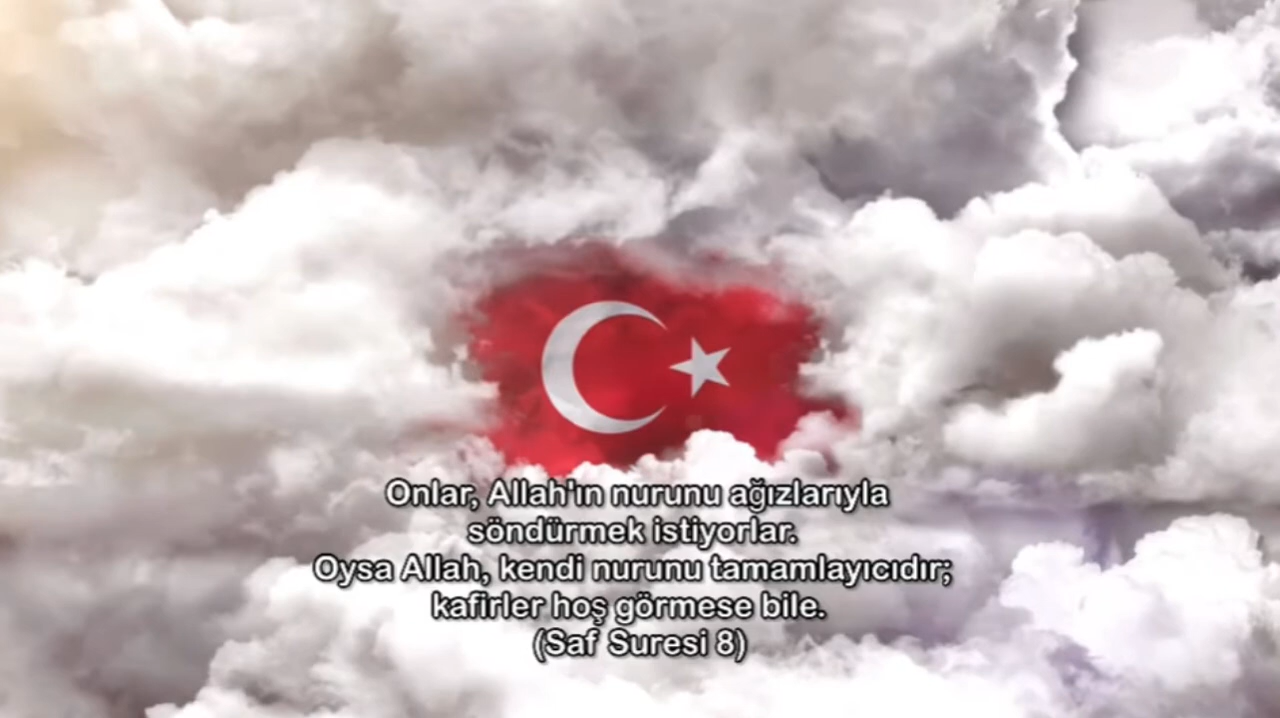 Onlar, Allah'ın nurunu ağızlarıyla
söndürmek istiyorlar.
Oysa Allah, kendi nurunu tamamlayıcıdır;
kafirler hoş görmese bile.
(Saf Suresi 8)